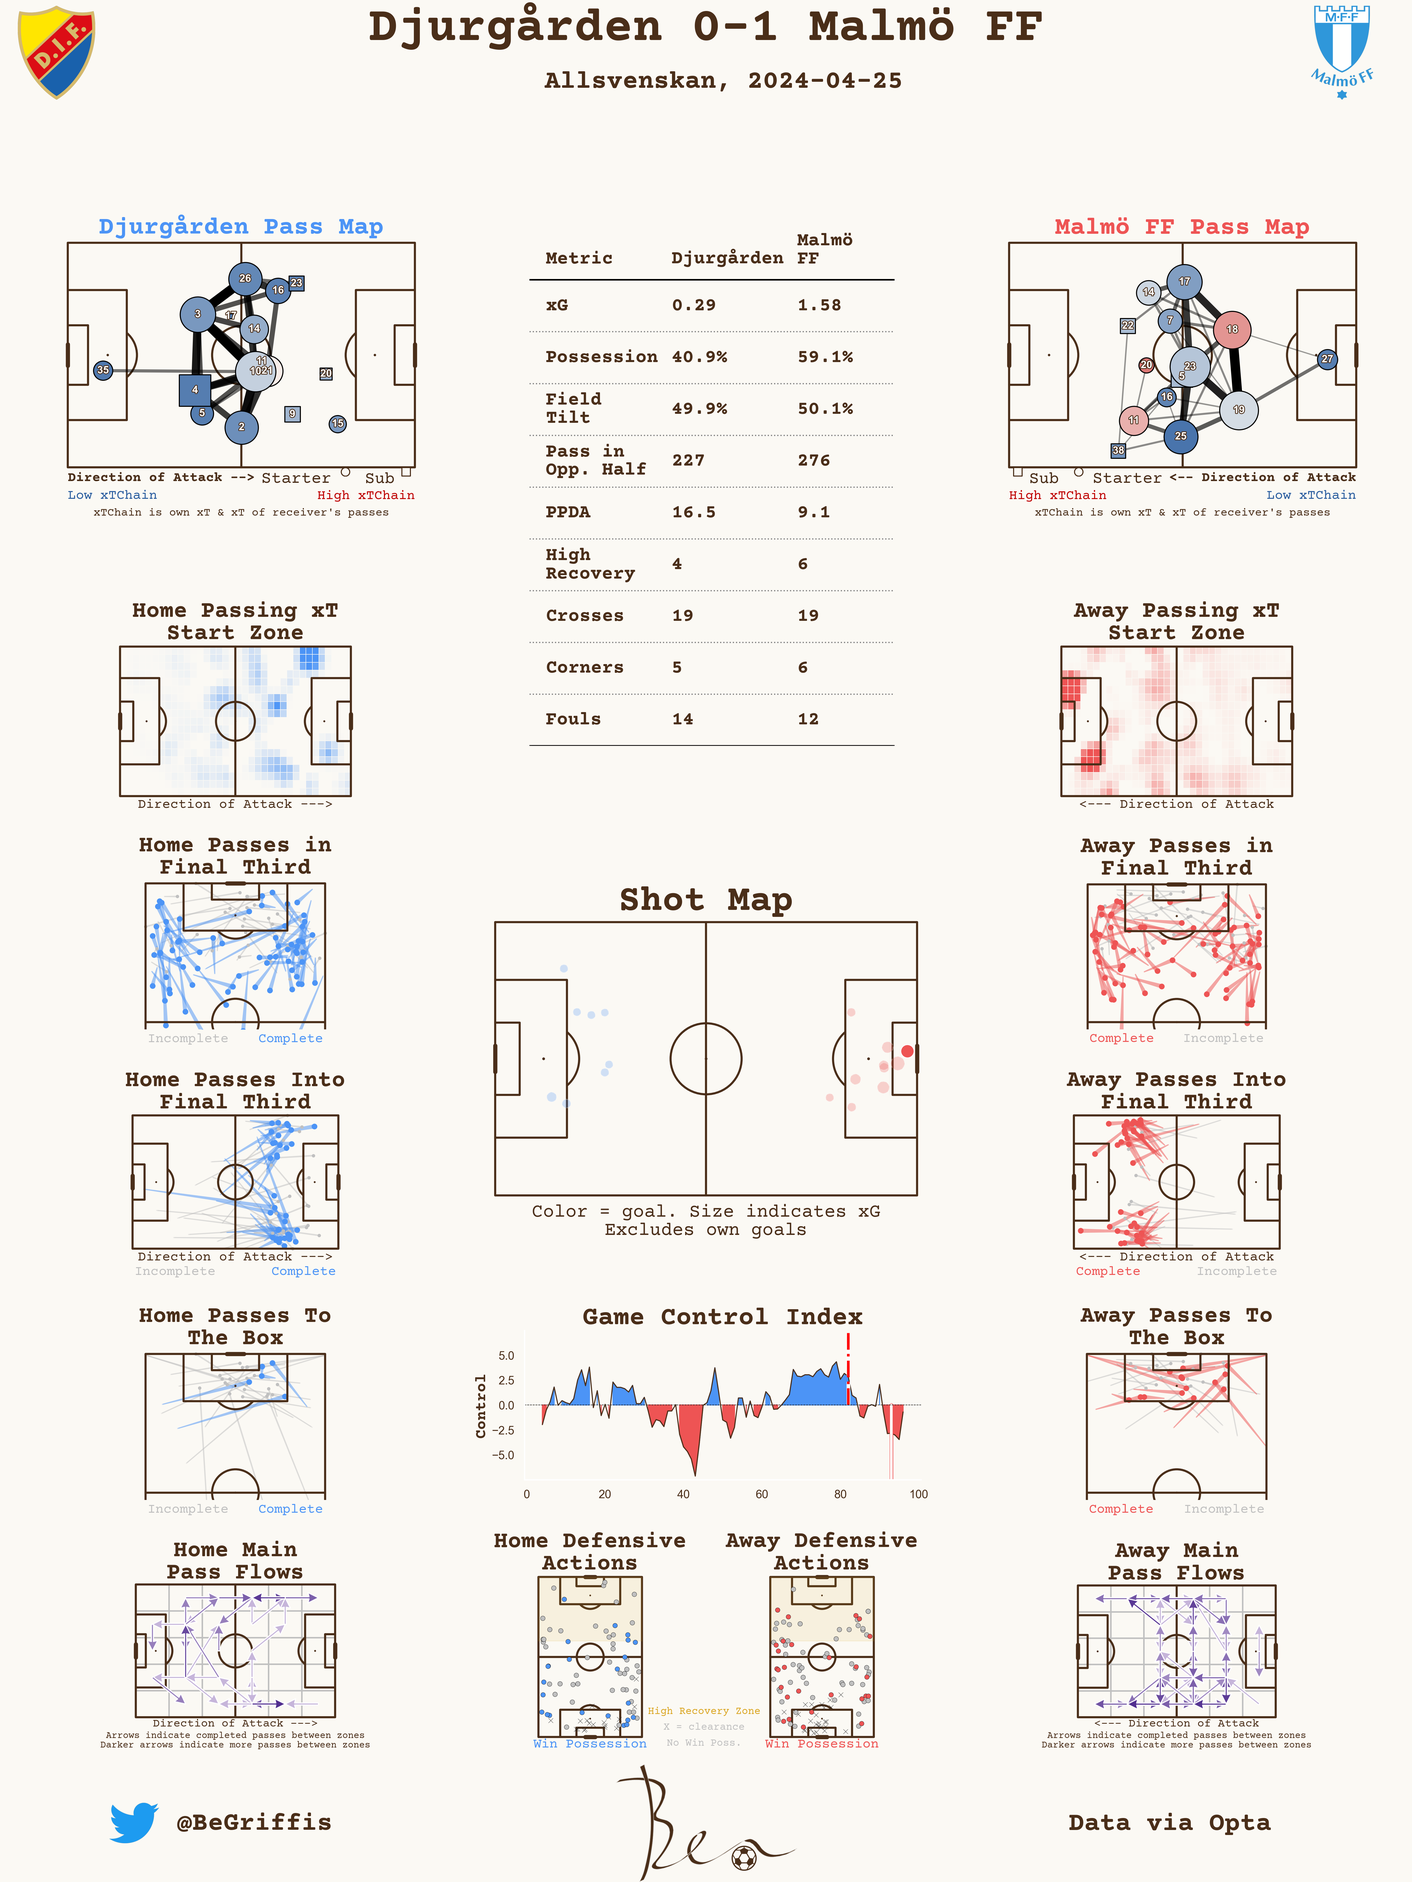 Djurgården 0-1 Malmö FF
Allsvenskan, 2024-04-25
D.I.F.
M·F·F
Malmö FF
Djurgården Pass Map
26
23
16
3
17
14
11
10
21
35
20
4
5
9
2
15
Direction of Attack --> Starter Sub
Low xTChain High xTChain
xTChain is own xT & xT of receiver's passes
Metric Djurgården Malmö FF
xG 0.29 1.58
Possession 40.9% 59.1%
Field Tilt 49.9% 50.1%
Pass in Opp. Half 227 276
PPDA 16.5 9.1
High Recovery 4 6
Crosses 19 19
Corners 5 6
Fouls 14 12
Malmö FF Pass Map
17
14
7
22
18
27
20
23
5
16
19
11
25
38
Sub Starter <-- Direction of Attack
High xTChain Low xTChain
xTChain is own xT & xT of receiver's passes
Home Passing xT
Start Zone
Direction of Attack --->
Away Passing xT
Start Zone
<--- Direction of Attack
Home Passes in
Final Third
Incomplete Complete
Away Passes in
Final Third
Complete Incomplete
Shot Map
Color = goal. Size indicates xG
Excludes own goals
Home Passes Into
Final Third
Direction of Attack --->
Incomplete Complete
Away Passes Into
Final Third
<--- Direction of Attack
Complete Incomplete
Home Passes To
The Box
Incomplete Complete
Game Control Index
Control
5.0
2.5
0.0
−2.5
−5.0
0 20 40 60 80 100
Away Passes To
The Box
Complete Incomplete
Home Main
Pass Flows
Direction of Attack --->
Arrows indicate completed passes between zones
Darker arrows indicate more passes between zones
Home Defensive
Actions
Win Possession
High Recovery Zone
X = clearance
No Win Poss.
Away Defensive
Actions
Win Possession
Away Main
Pass Flows
<--- Direction of Attack
Arrows indicate completed passes between zones
Darker arrows indicate more passes between zones
@BeGriffis
Ben
Data via Opta